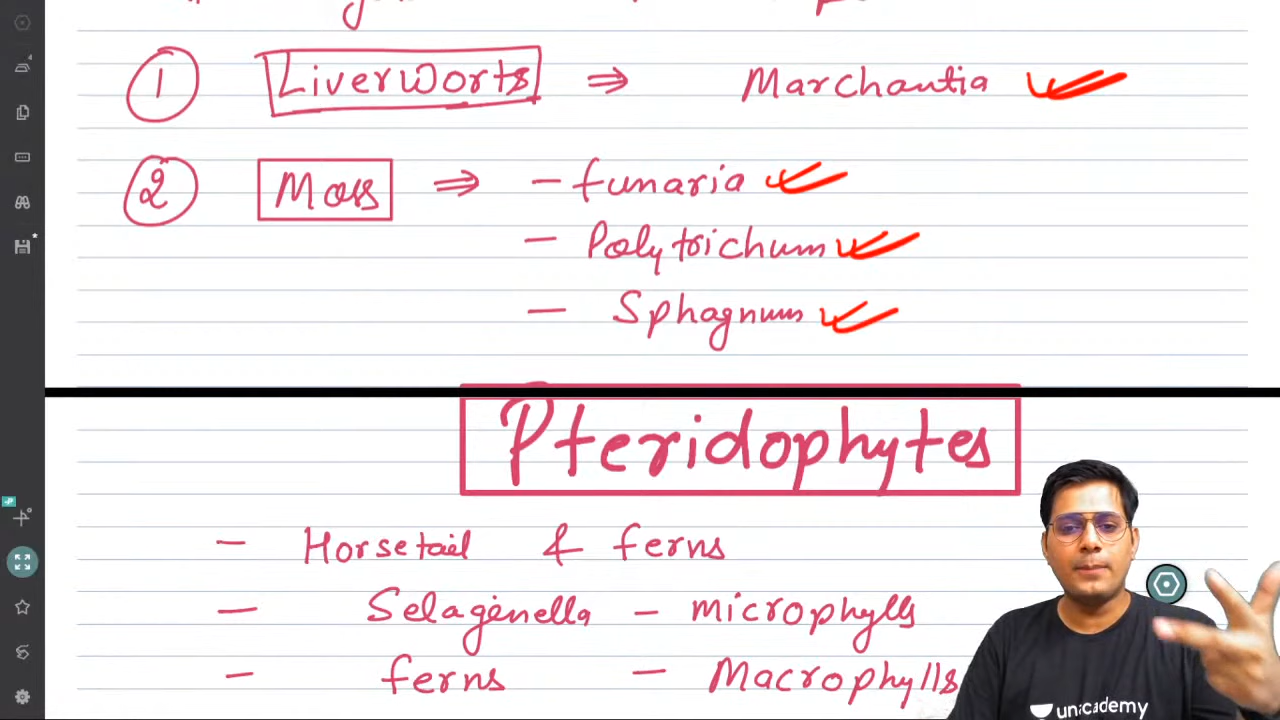 ① Liverworts ⇒ Marchantia
② Moss ⇒ - funaria
- Polytrichum
- Sphagnum
Pteridophytes
- Horsetail & ferns
- Selaginella - microphylls
- ferns - Macrophylls
unacademy